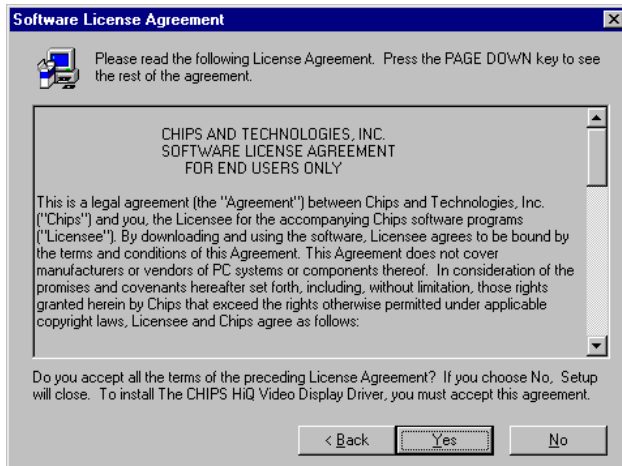 Software License Agreement
Please read the following License Agreement. Press the PAGE DOWN key to see
the rest of the agreement.
CHIPS AND TECHNOLOGIES, INC.
SOFTWARE LICENSE AGREEMENT
FOR END USERS ONLY
This is a legal agreement (the "Agreement") between Chips and Technologies, Inc.
("Chips") and you, the Licensee for the accompanying Chips software programs
("Licensee"). By downloading and using the software, Licensee agrees to be bound by
the terms and conditions of this Agreement. This Agreement does not cover
manufacturers or vendors of PC systems or components thereof. In consideration of the
promises and covenants hereafter set forth, including, without limitation, those rights
granted herein by Chips that exceed the rights otherwise permitted under applicable
copyright laws, Licensee and Chips agree as follows:
Do you accept all the terms of the preceding License Agreement? If you choose No, Setup
will close. To install The CHIPS HiQ Video Display Driver, you must accept this agreement.
< Back Yes No